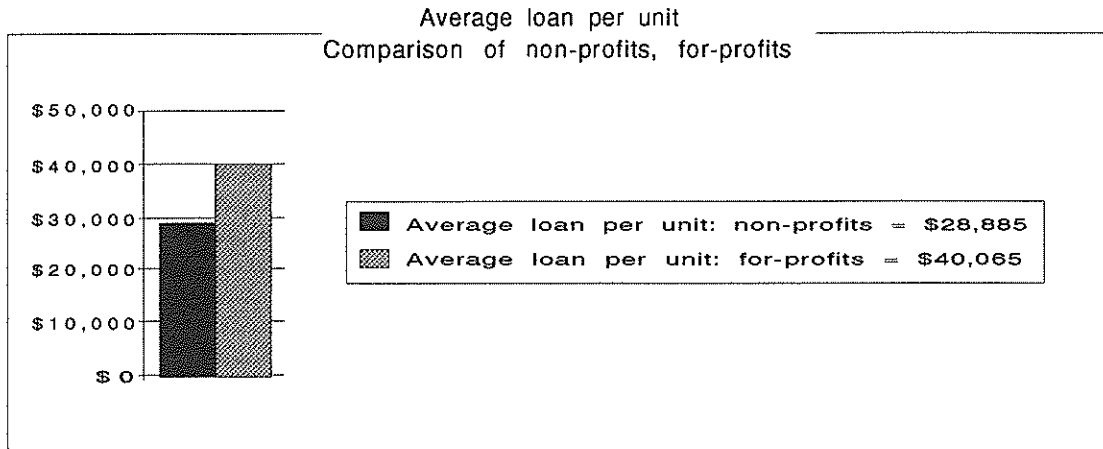 Average loan per unit
Comparison of non-profits, for-profits
$50,000
$40,000
$30,000
$20,000
$10,000
$0
Average loan per unit: non-profits = $28,885
Average loan per unit: for-profits = $40,065